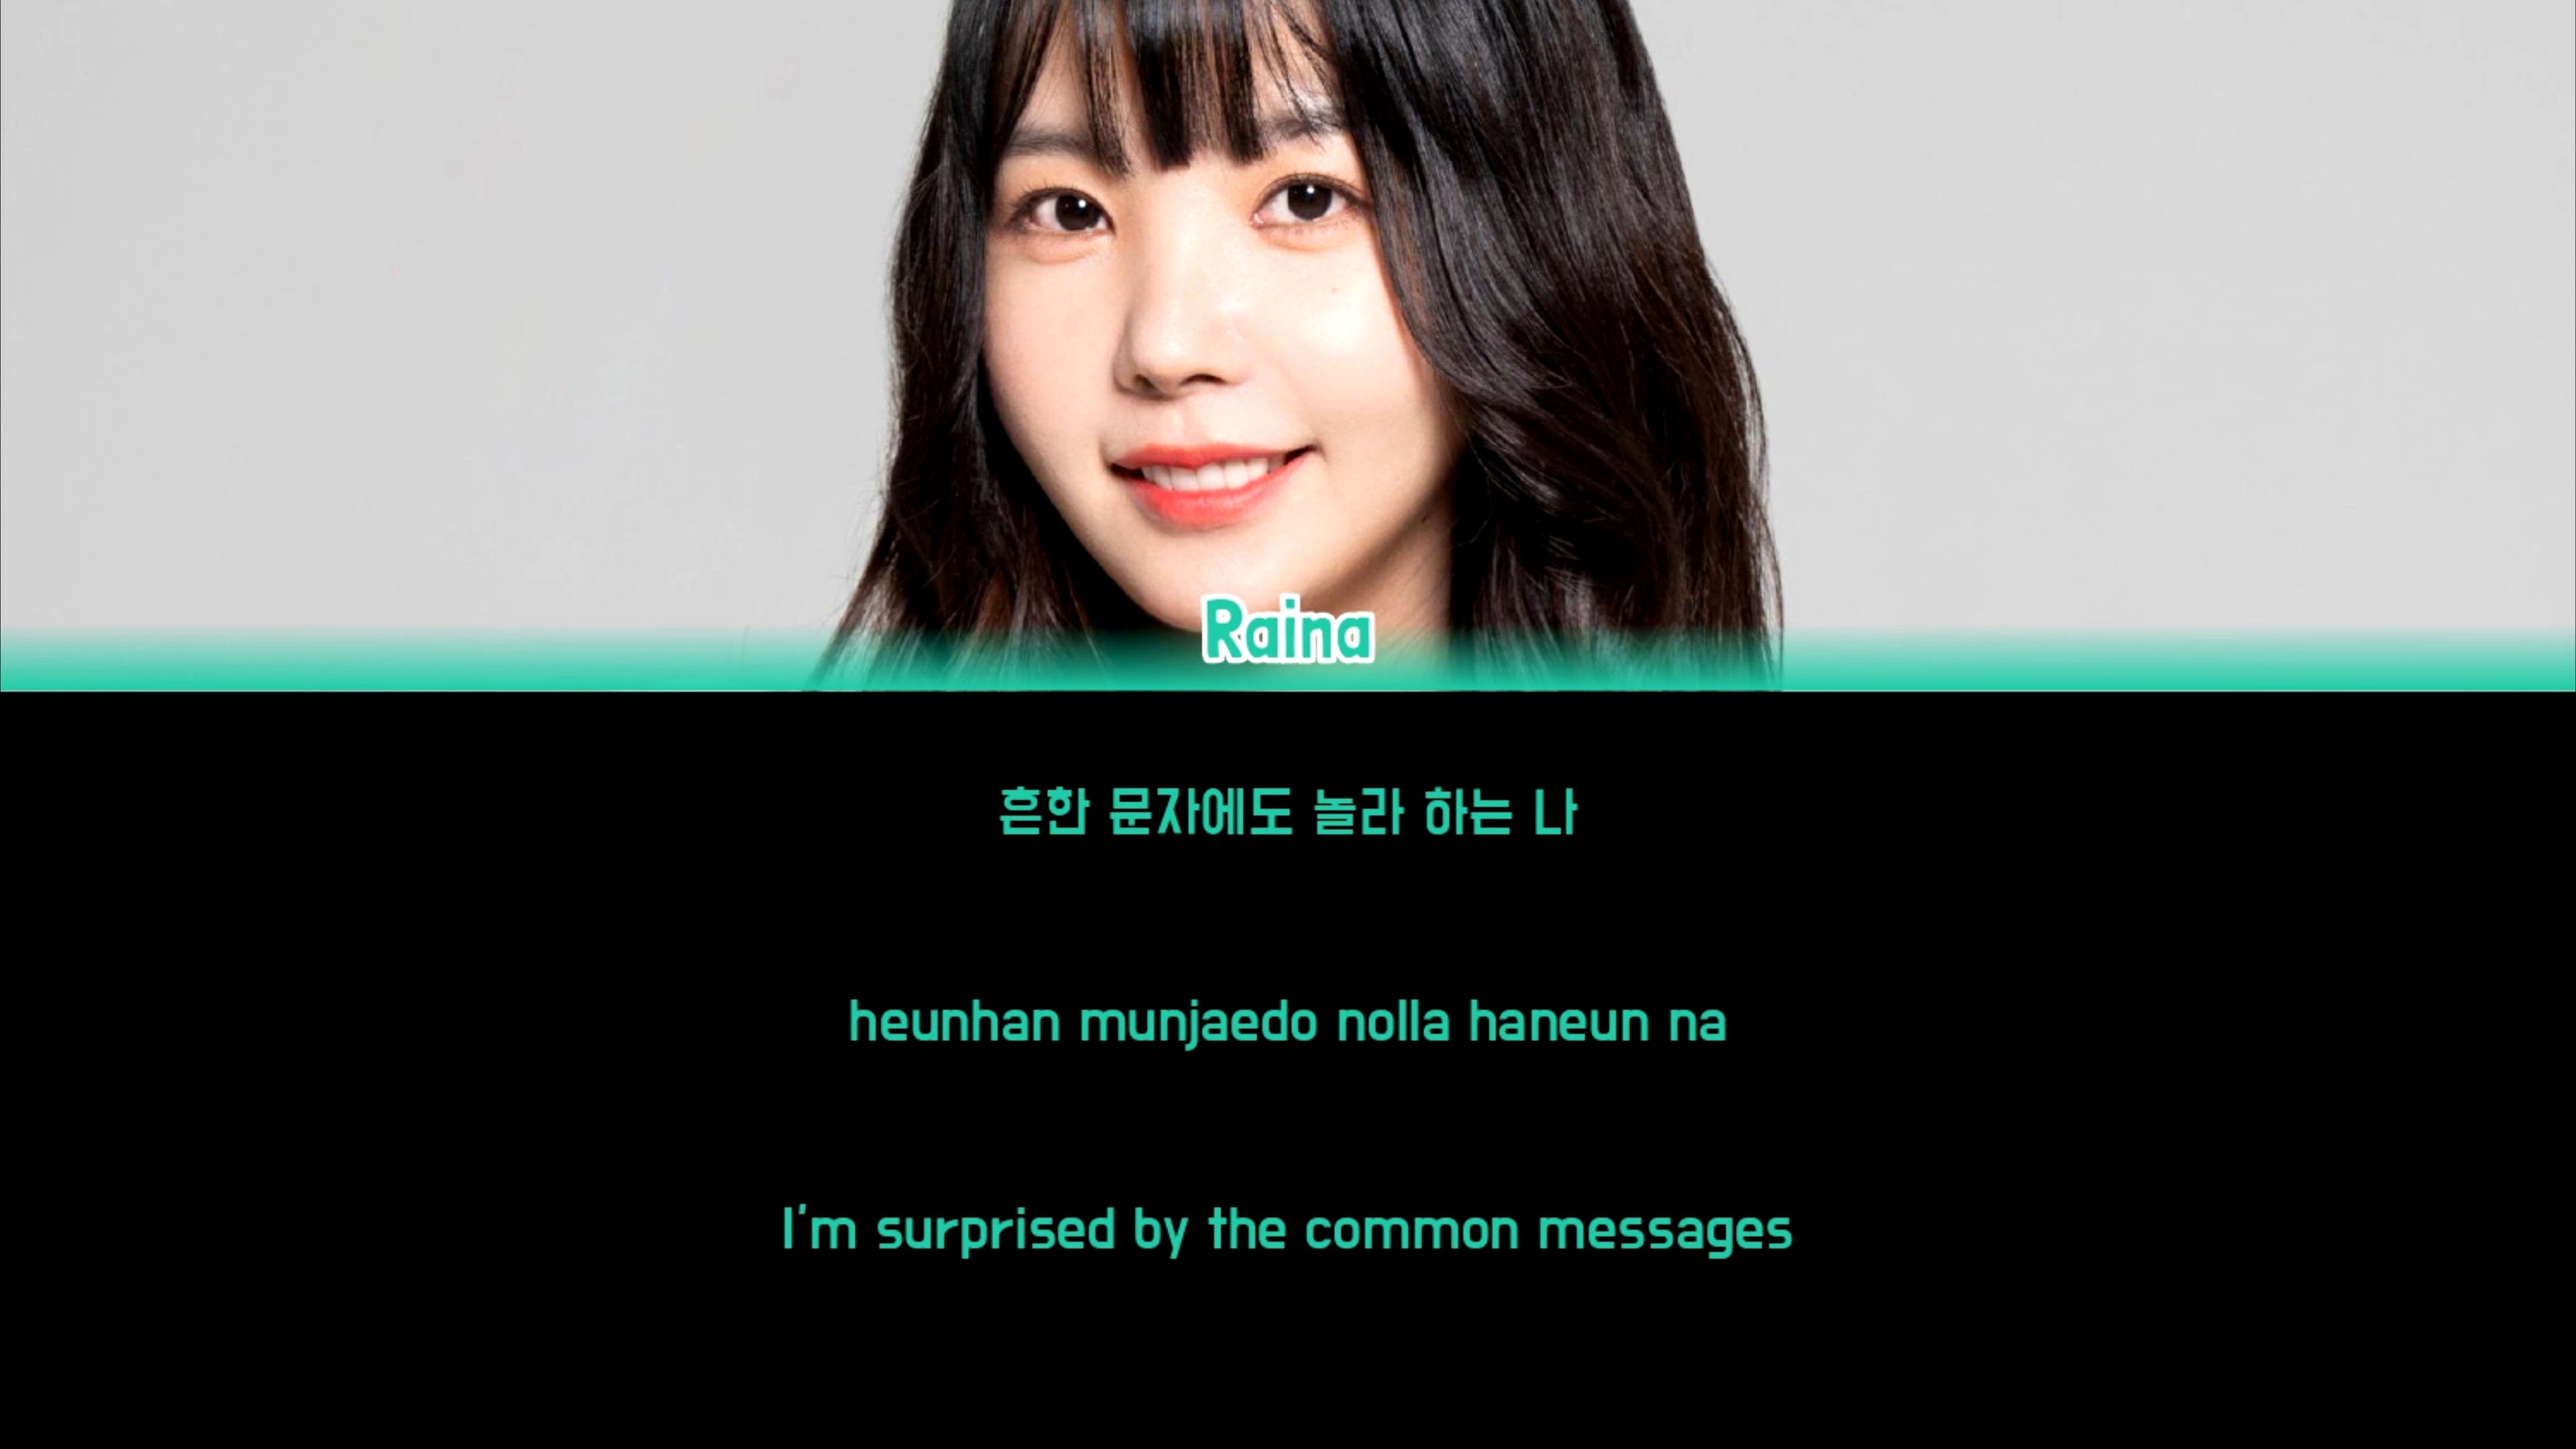 Raina
흔한 문자에도 놀라 하는 나
heunhan munjaedo nolla haneun na
I'm surprised by the common messages